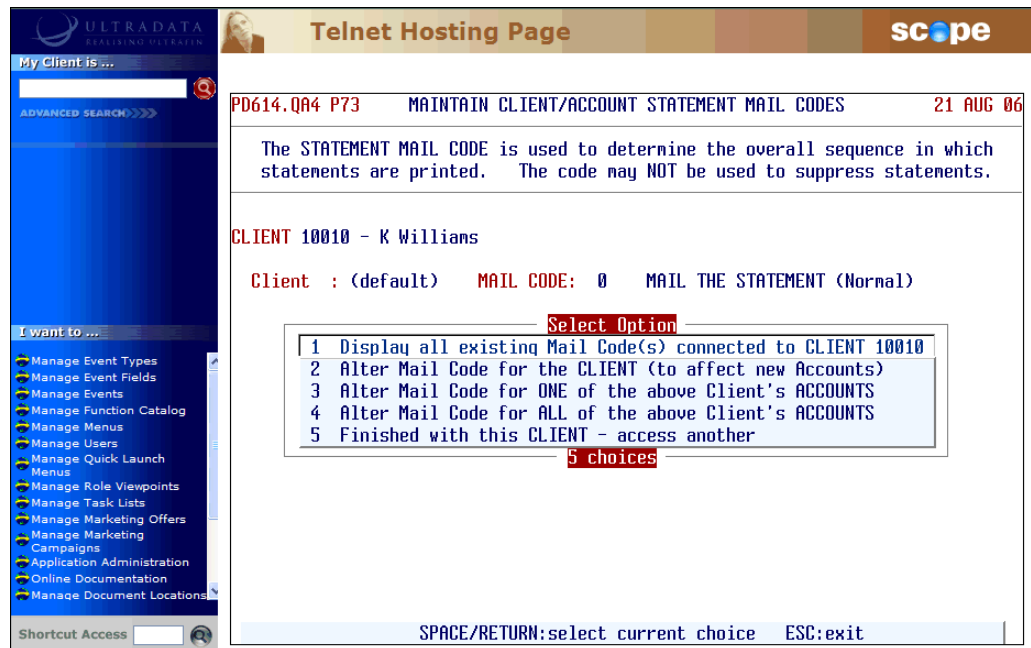 ULTRADATA
REALISING ULTRAFIN
Telnet Hosting Page
scope
My Client is ...
ADVANCED SEARCH
PD614.QA4 P73 MAINTAIN CLIENT/ACCOUNT STATEMENT MAIL CODES 21 AUG 06
The STATEMENT MAIL CODE is used to determine the overall sequence in which
statements are printed. The code may NOT be used to suppress statements.
CLIENT 10010 - K Williams
Client : (default) MAIL CODE: 0 MAIL THE STATEMENT (Normal)
Select Option
1 Display all existing Mail Code(s) connected to CLIENT 10010
2 Alter Mail Code for the CLIENT (to affect new Accounts)
3 Alter Mail Code for ONE of the above Client's ACCOUNTS
4 Alter Mail Code for ALL of the above Client's ACCOUNTS
5 Finished with this CLIENT - access another
5 choices
SPACE/RETURN:select current choice ESC:exit
I want to ...
Manage Event Types
Manage Event Fields
Manage Events
Manage Function Catalog
Manage Menus
Manage Users
Manage Quick Launch
Menus
Manage Role Viewpoints
Manage Task Lists
Manage Marketing Offers
Manage Marketing
Campaigns
Application Administration
Online Documentation
Manage Document Locations
Shortcut Access